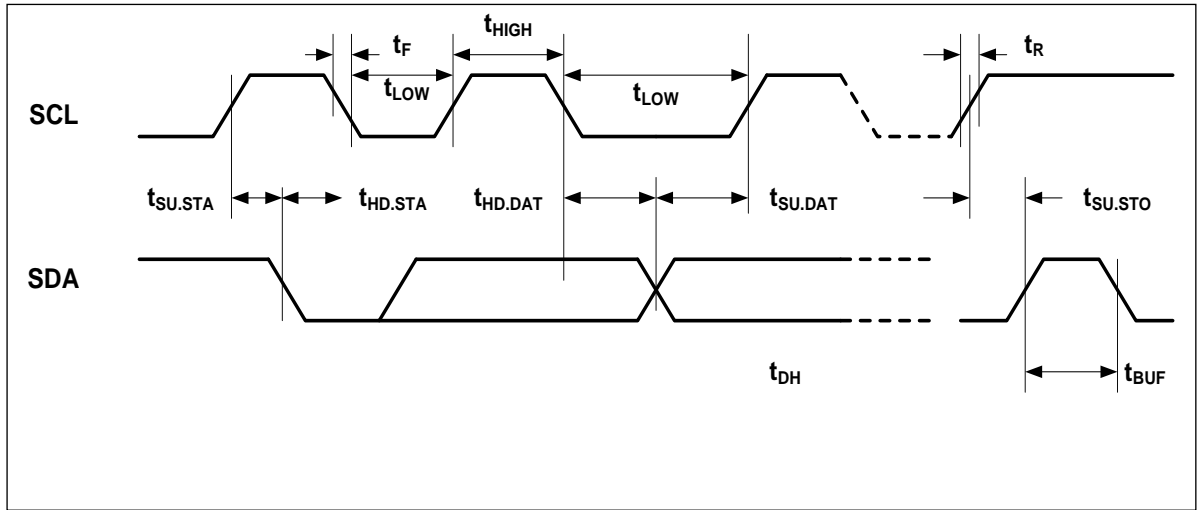 tF
tHIGH
tR
tLOW
tLOW
SCL
tSU.STA
tHD.STA
tHD.DAT
tSU.DAT
tSU.STO
SDA
tDH
tBUF